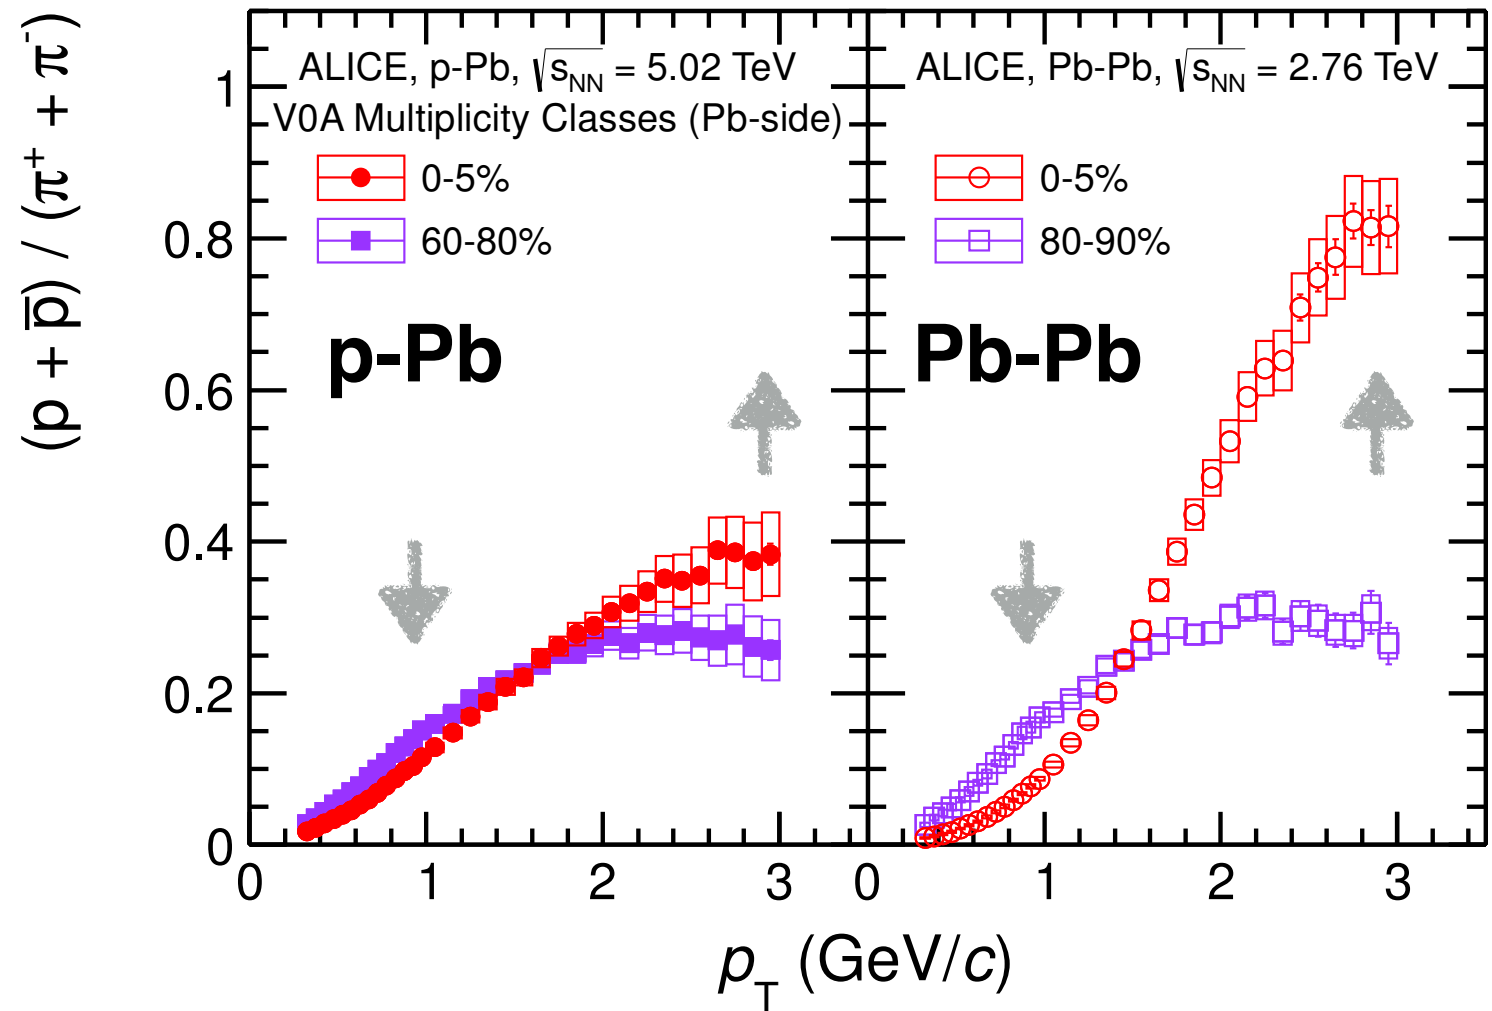 (p + p̅) / (π⁺ + π⁻)
ALICE, p-Pb, √sNN = 5.02 TeV
V0A Multiplicity Classes (Pb-side)
0-5%
60-80%
p-Pb
ALICE, Pb-Pb, √sNN = 2.76 TeV
0-5%
80-90%
Pb-Pb
1
0.8
0.6
0.4
0.2
0
0 1 2 3 0 1 2 3
pT (GeV/c)